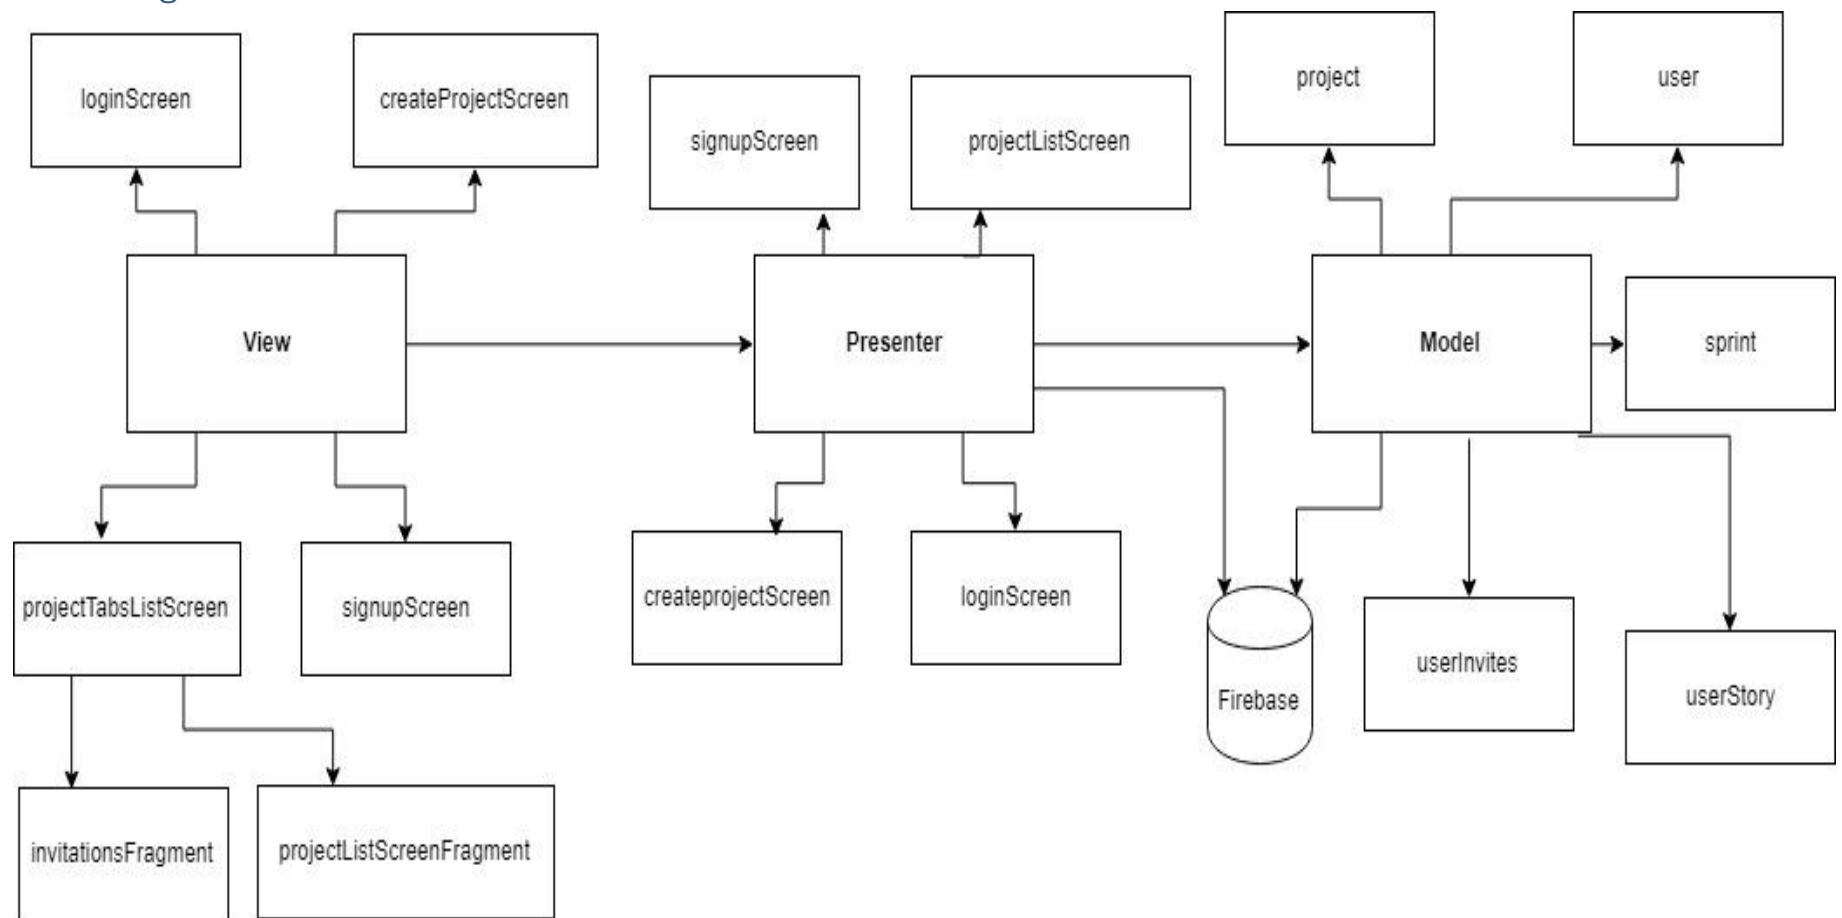 project
user
loginScreen
createProjectScreen
signupScreen
projectListScreen
View
Presenter
Model
sprint
projectTabsListScreen
signupScreen
createprojectScreen
loginScreen
userInvites
Firebase
userStory
invitationsFragment
projectListScreenFragment